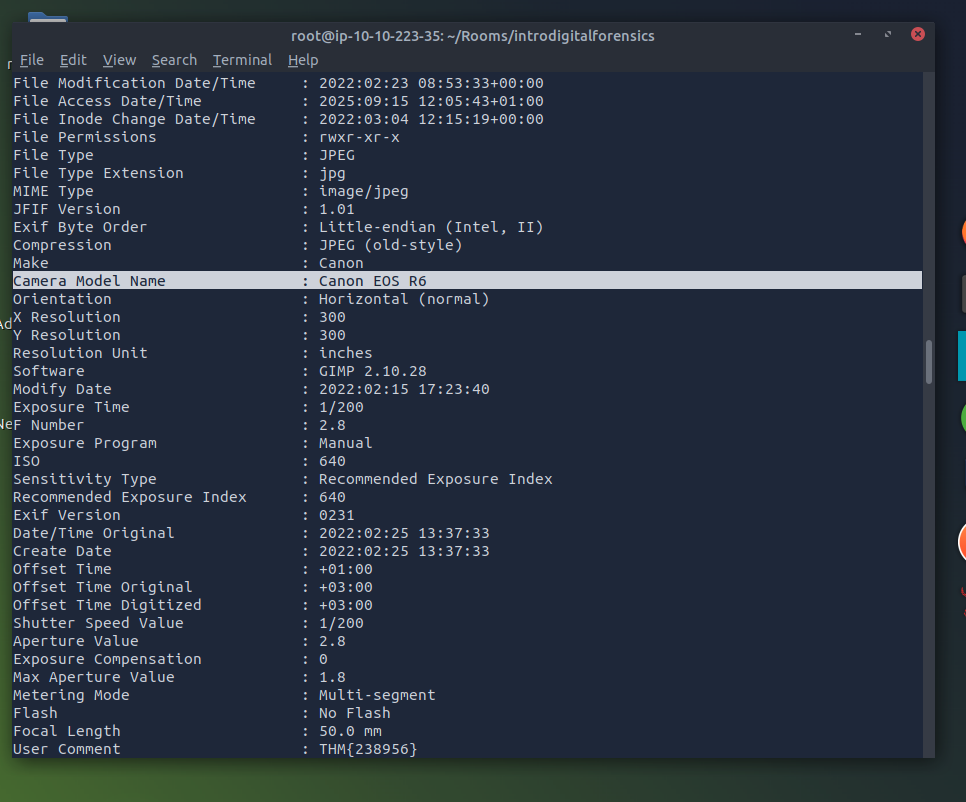 root@ip-10-10-223-35: ~/Rooms/introdigitalforensics
File Edit View Search Terminal Help
File Modification Date/Time : 2022:02:23 08:53:33+00:00
File Access Date/Time : 2025:09:15 12:05:43+01:00
File Inode Change Date/Time : 2022:03:04 12:15:19+00:00
File Permissions : rwxr-xr-x
File Type : JPEG
File Type Extension : jpg
MIME Type : image/jpeg
JFIF Version : 1.01
Exif Byte Order : Little-endian (Intel, II)
Compression : JPEG (old-style)
Make : Canon
Camera Model Name : Canon EOS R6
Orientation : Horizontal (normal)
X Resolution : 300
Y Resolution : 300
Resolution Unit : inches
Software : GIMP 2.10.28
Modify Date : 2022:02:15 17:23:40
Exposure Time : 1/200
F Number : 2.8
Exposure Program : Manual
ISO : 640
Sensitivity Type : Recommended Exposure Index
Recommended Exposure Index : 640
Exif Version : 0231
Date/Time Original : 2022:02:25 13:37:33
Create Date : 2022:02:25 13:37:33
Offset Time : +01:00
Offset Time Original : +03:00
Offset Time Digitized : +03:00
Shutter Speed Value : 1/200
Aperture Value : 2.8
Exposure Compensation : 0
Max Aperture Value : 1.8
Metering Mode : Multi-segment
Flash : No Flash
Focal Length : 50.0 mm
User Comment : THM{238956}